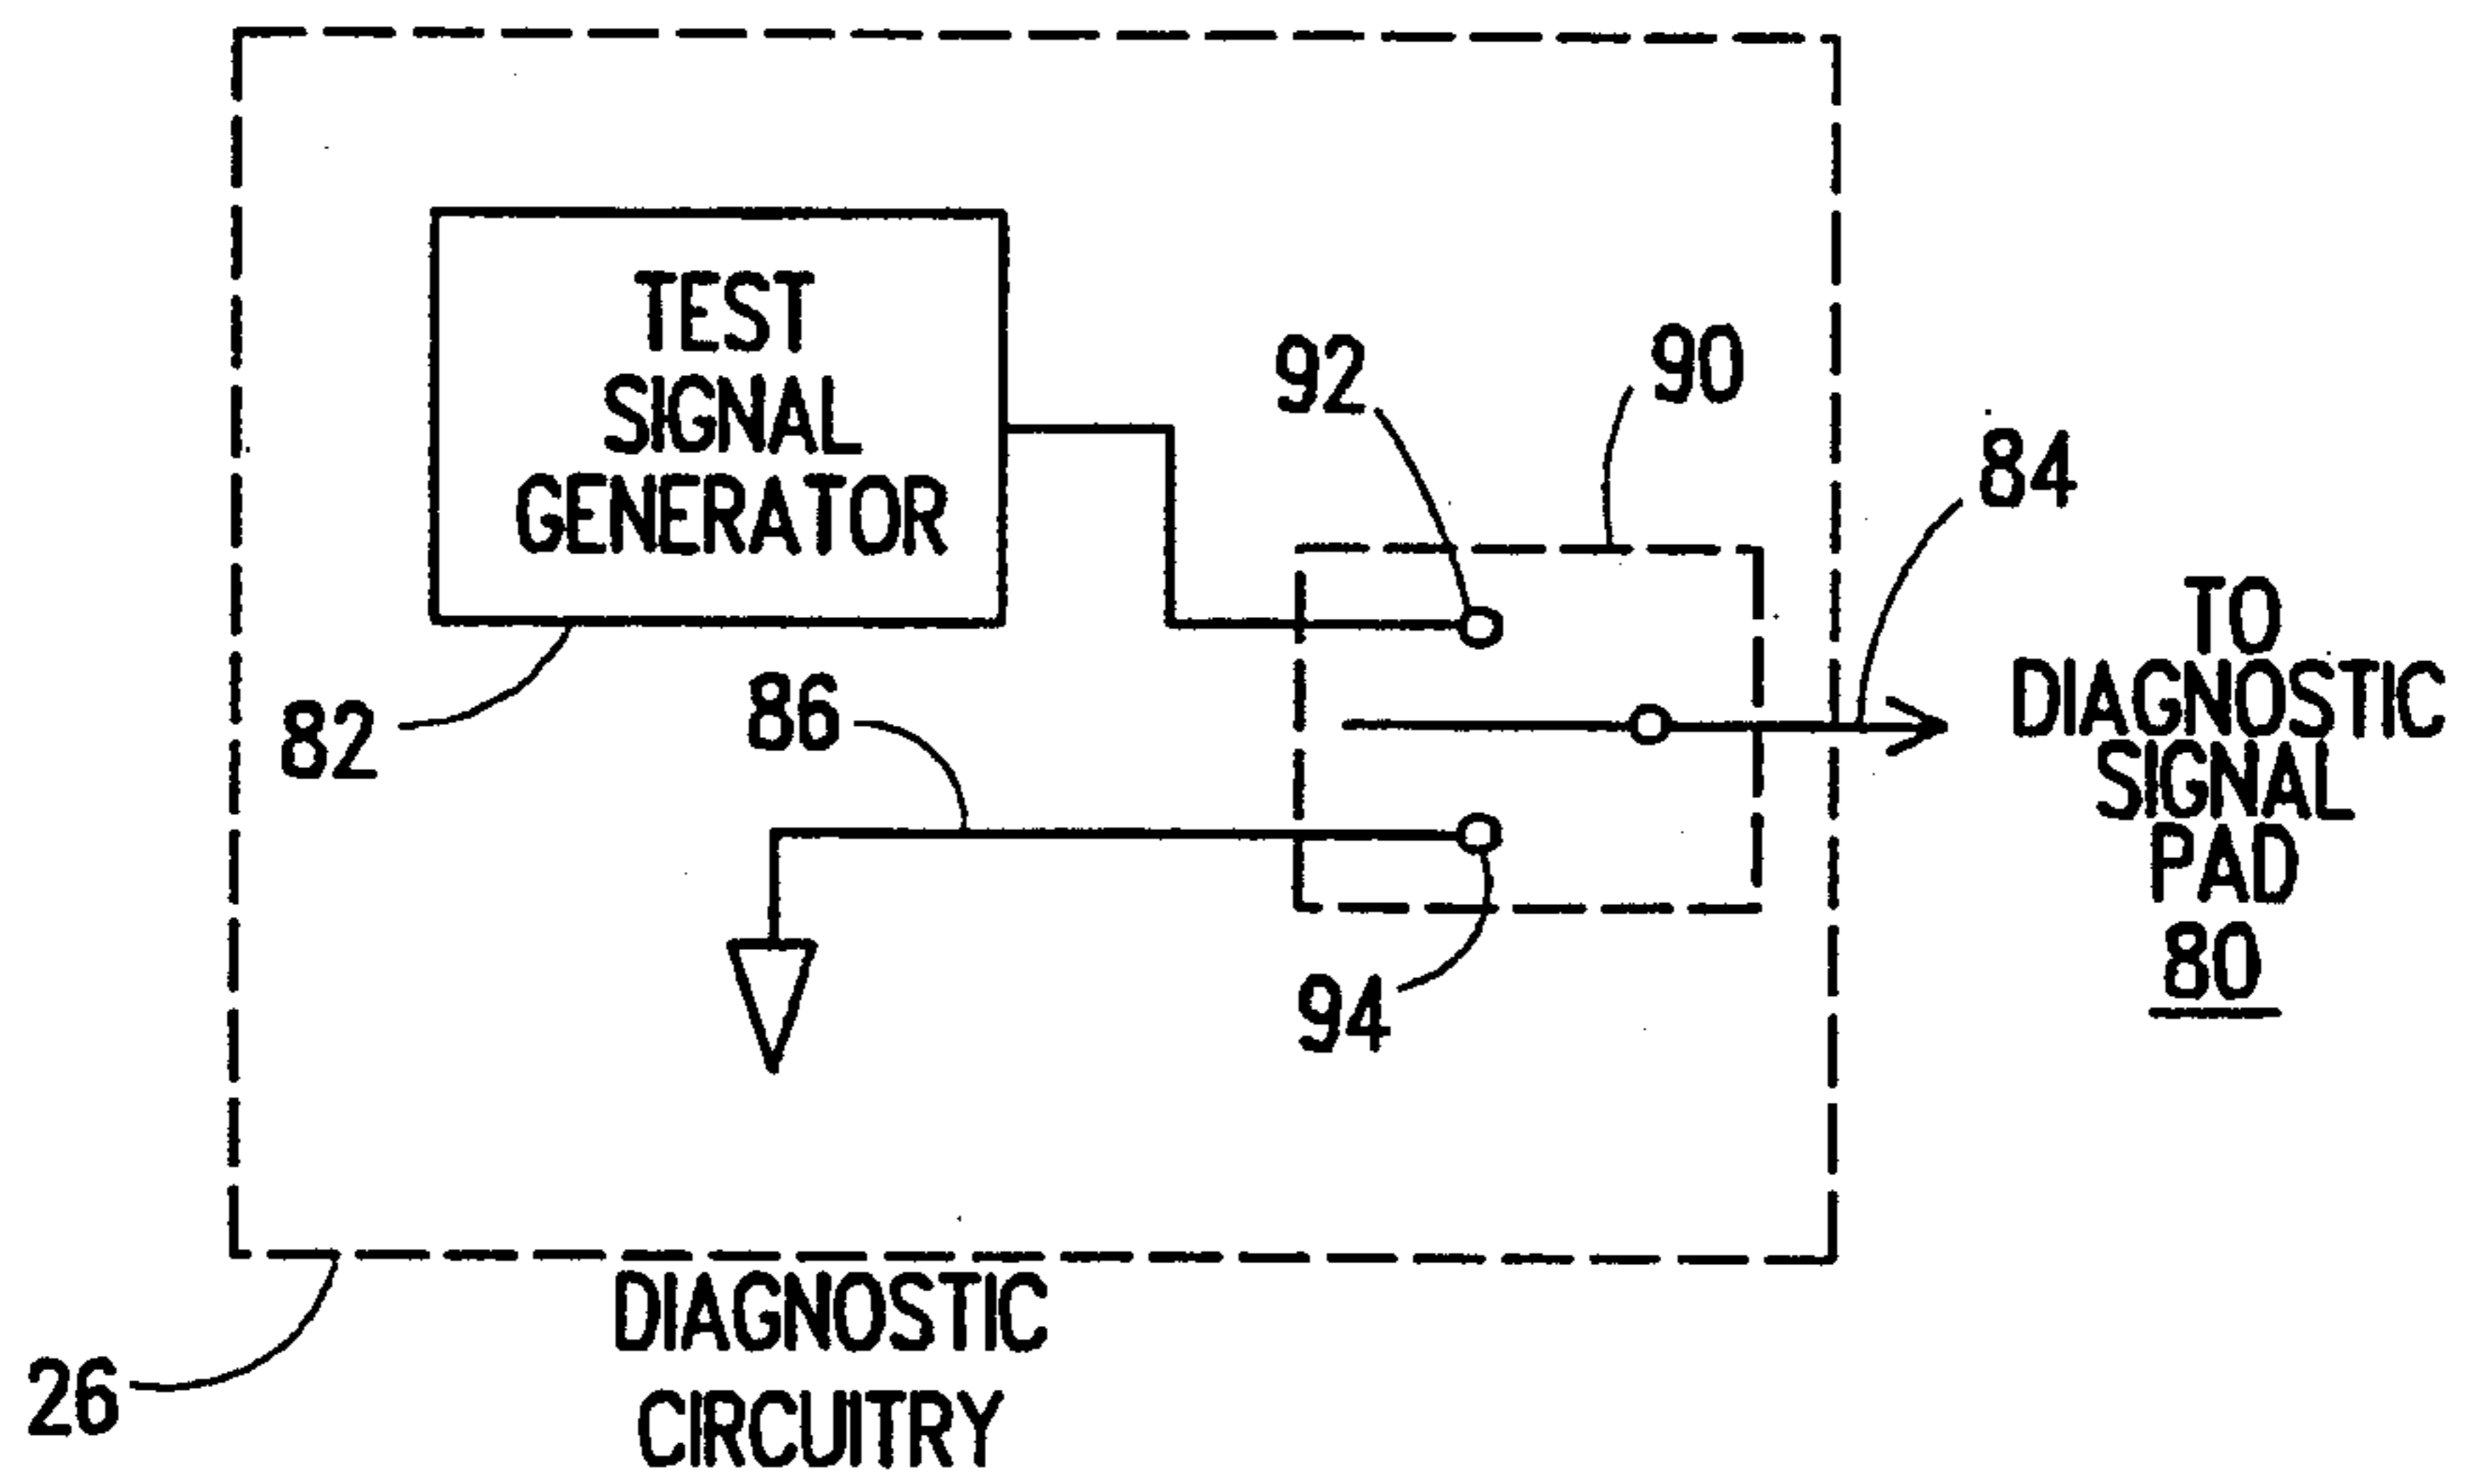 TEST
SIGNAL
GENERATOR
92
90
84
82
86
TO
DIAGNOSTIC
SIGNAL
PAD
80
94
DIAGNOSTIC
CIRCUITRY
26